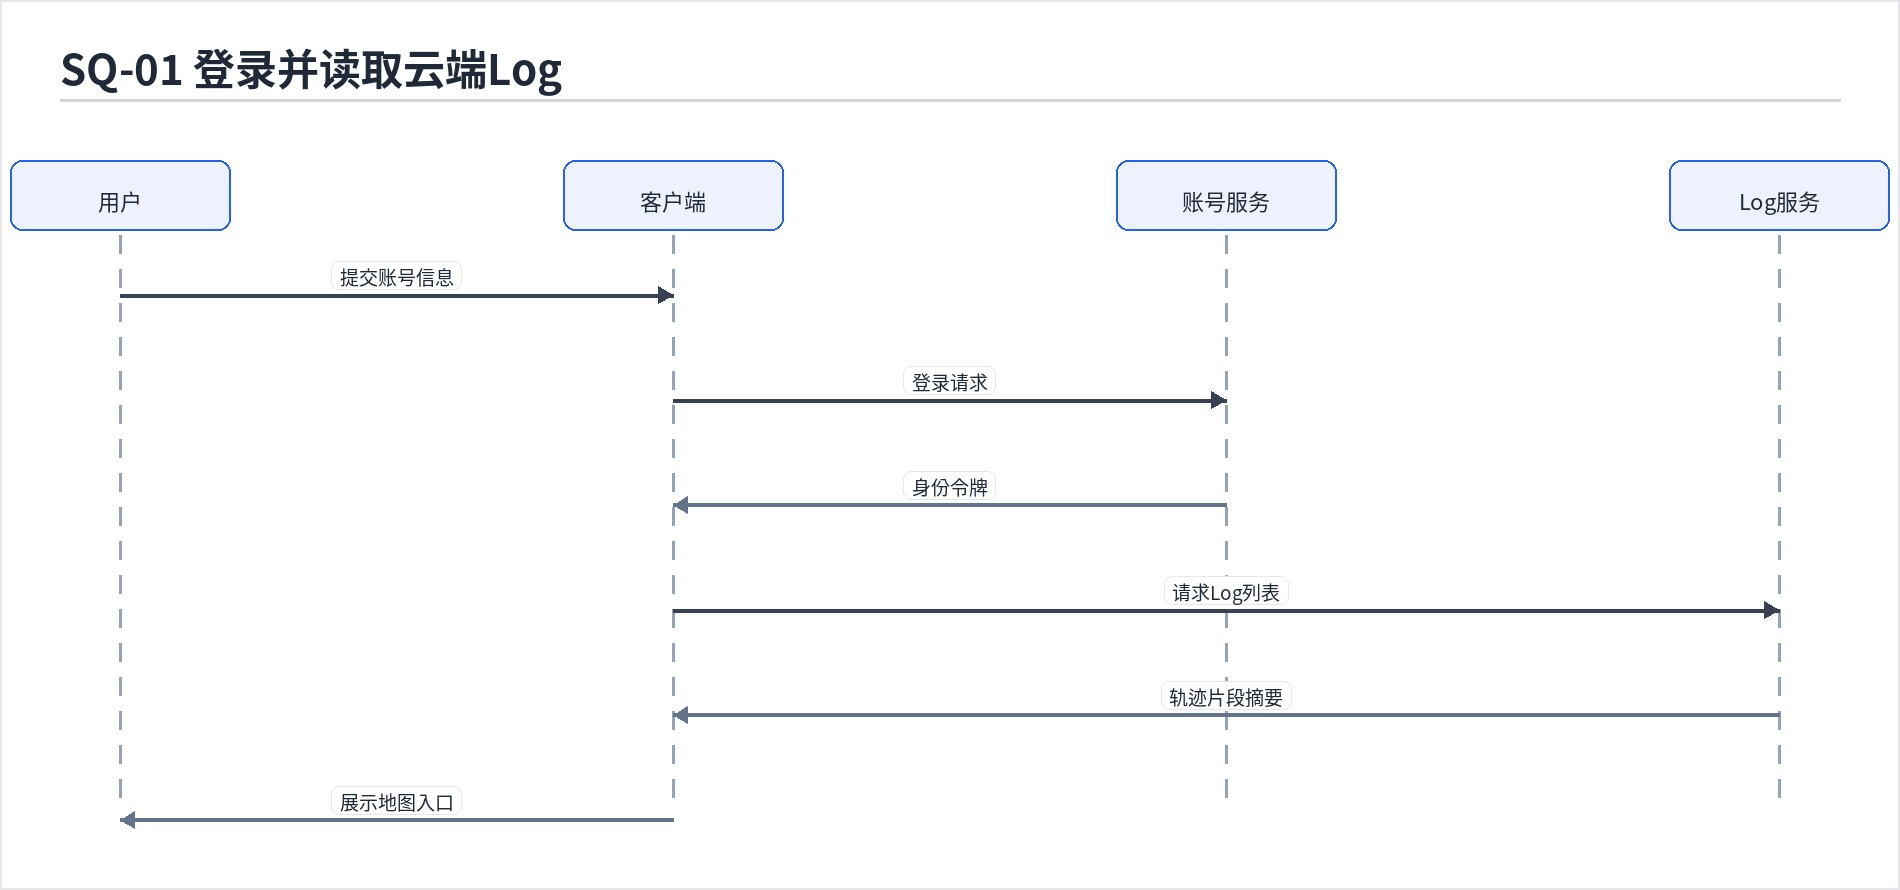 SQ-01 登录并读取云端Log
用户
客户端
账号服务
Log服务
提交账号信息
登录请求
身份令牌
请求Log列表
轨迹片段摘要
展示地图入口